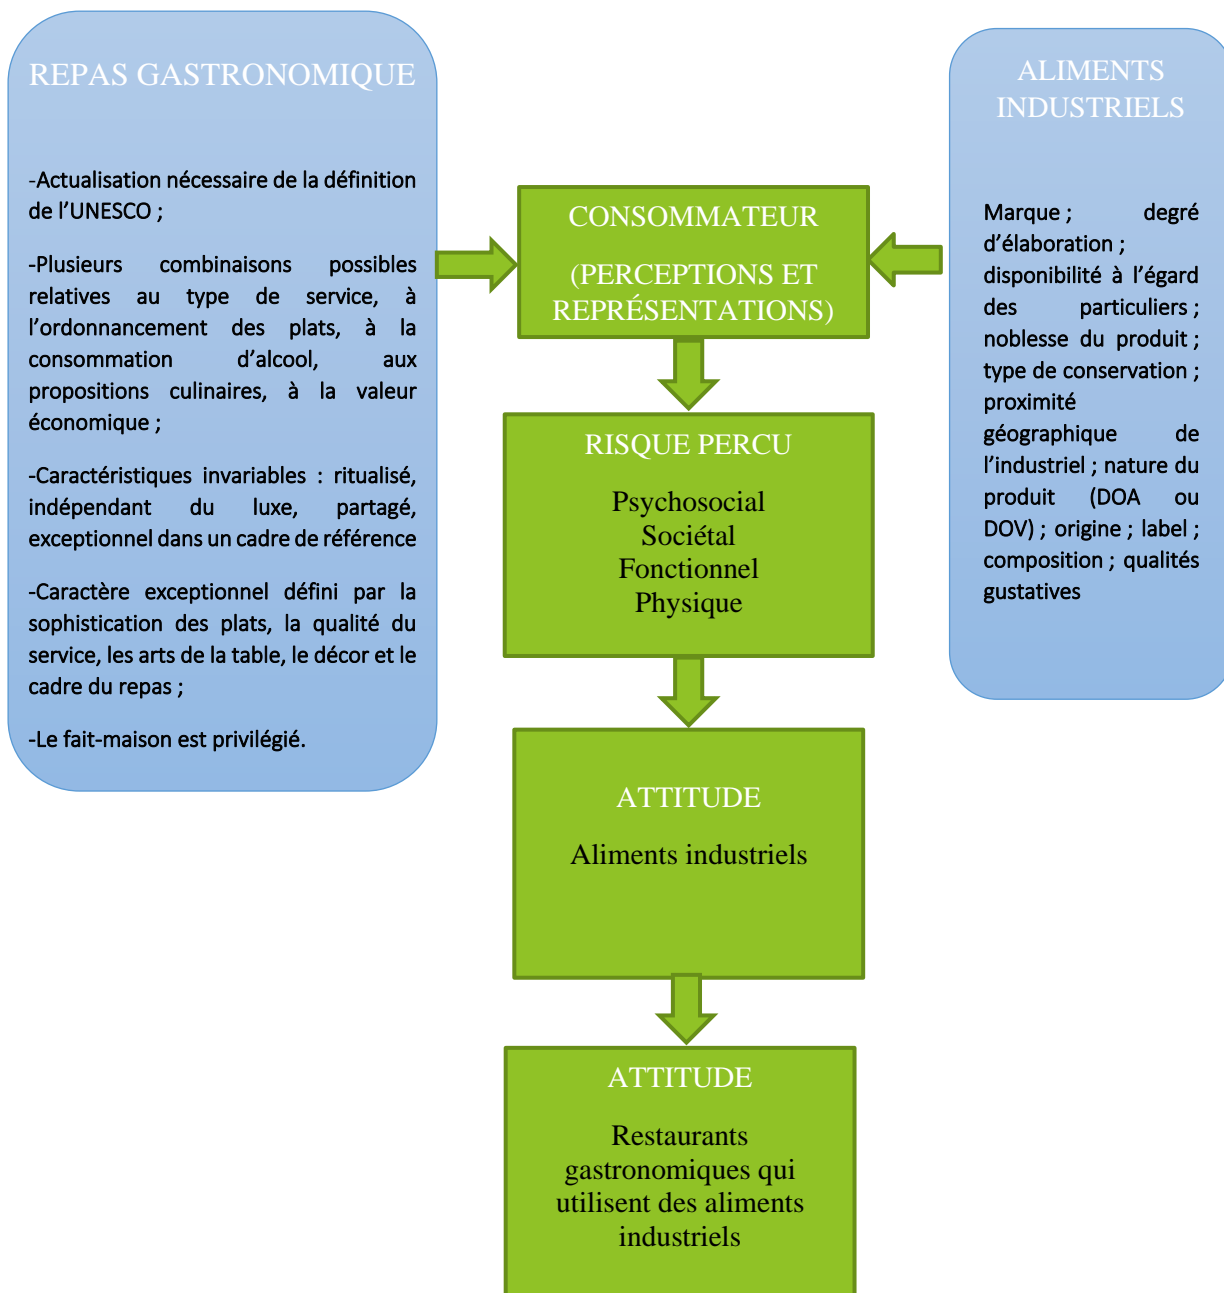 REPAS GASTRONOMIQUE
-Actualisation nécessaire de la définition
de l’UNESCO ;
-Plusieurs combinaisons possibles
relatives au type de service, à
l’ordonnancement des plats, à la
consommation d’alcool, aux
propositions culinaires, à la valeur
économique ;
-Caractéristiques invariables : ritualisé,
indépendant du luxe, partagé,
exceptionnel dans un cadre de référence
-Caractère exceptionnel défini par la
sophistication des plats, la qualité du
service, les arts de la table, le décor et le
cadre du repas ;
-Le fait-maison est privilégié.
CONSOMMATEUR
(PERCEPTIONS ET
REPRÉSENTATIONS)
RISQUE PERCU
Psychosocial
Sociétal
Fonctionnel
Physique
ATTITUDE
Aliments industriels
ATTITUDE
Restaurants
gastronomiques qui
utilisent des aliments
industriels
ALIMENTS
INDUSTRIELS
Marque ; degré
d’élaboration ;
disponibilité à l’égard
des particuliers ;
noblesse du produit ;
type de conservation ;
proximité
géographique de
l’industriel ; nature du
produit (DOA ou
DOV) ; origine ; label ;
composition ; qualités
gustatives